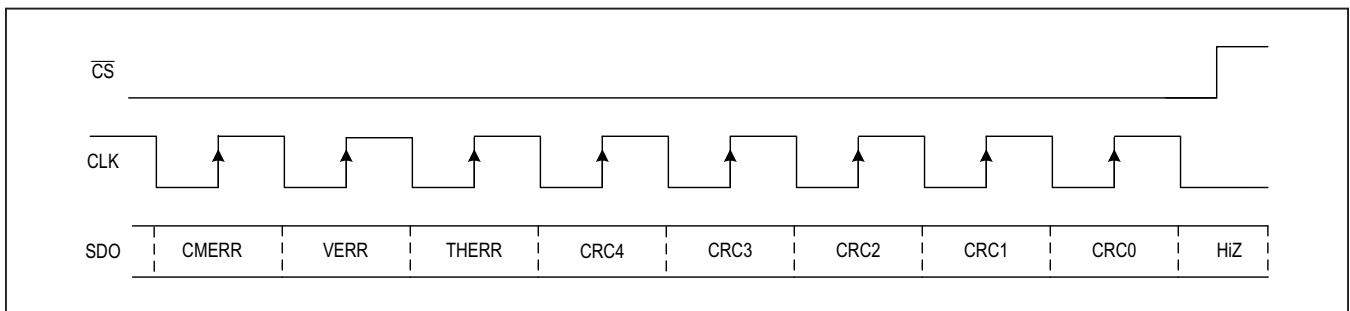 CS
CLK
SDO CMERR VERR THERR CRC4 CRC3 CRC2 CRC1 CRC0 HiZ